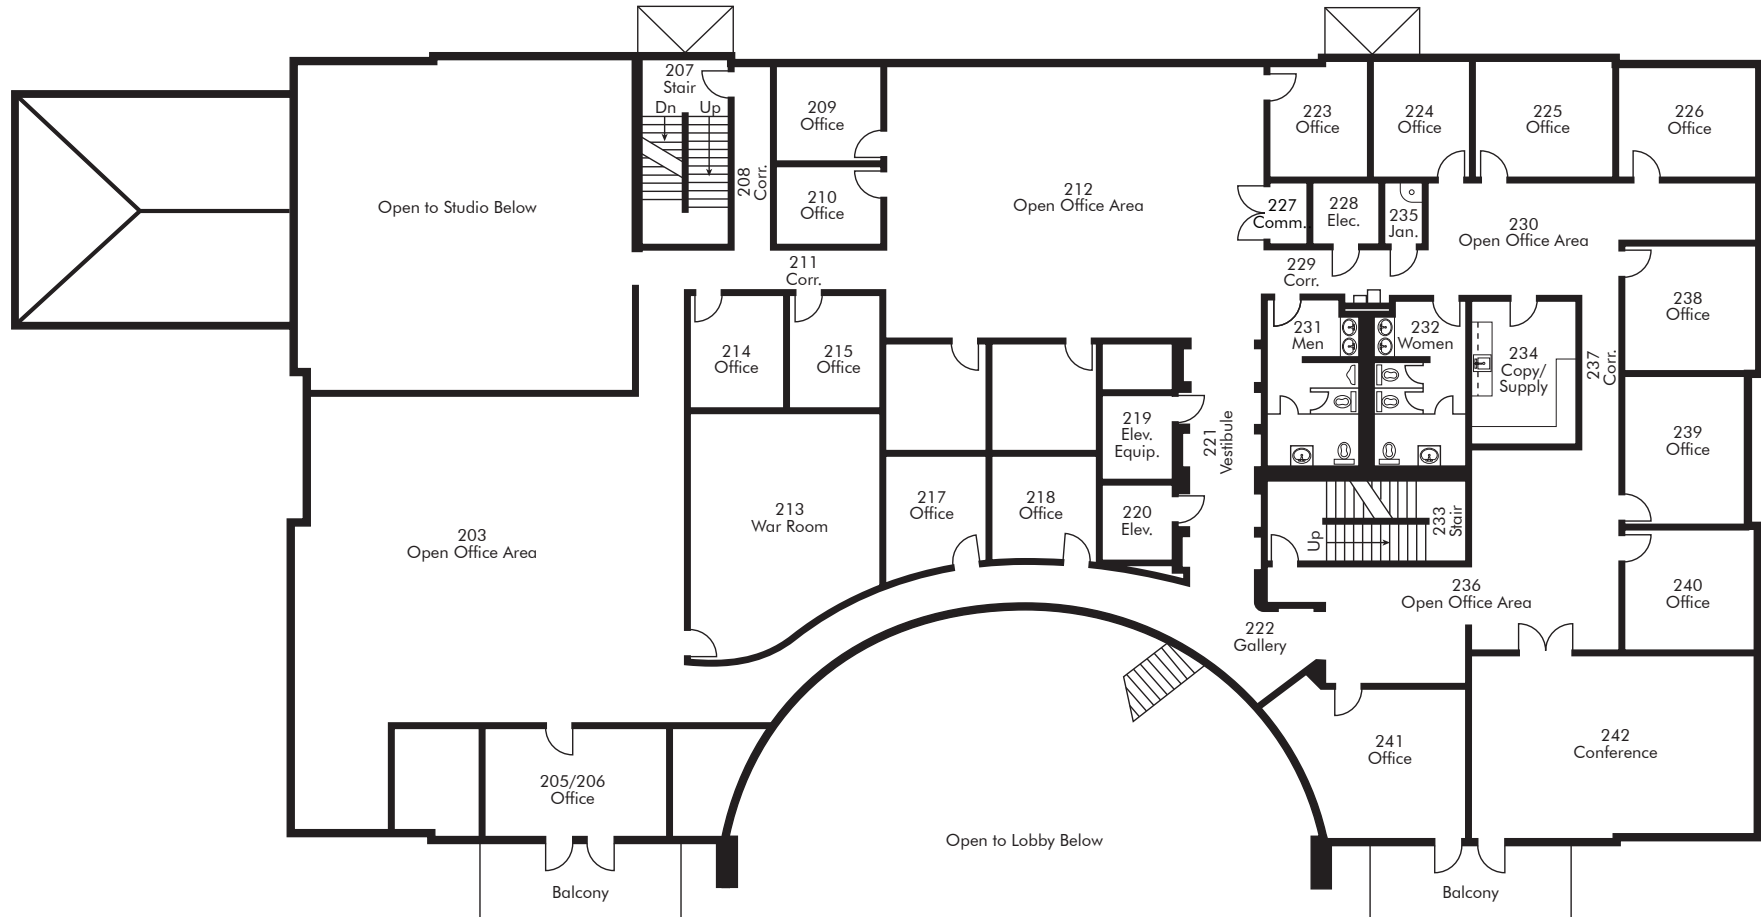 207
Stair
Dn
Up
209
Office
223
Office
224
Office
225
Office
226
Office
208
Corr.
212
Open Office Area
210
Office
Open to Studio Below
227
Comm.
228
Elec.
235
Jan.
230
Open Office Area
211
Corr.
229
Corr.
238
Office
231
Men
232
Women
214
Office
215
Office
234
Copy/
Supply
237
Corr.
219
Elev.
Equip.
221
Vestibule
239
Office
213
War Room
217
Office
218
Office
220
Elev.
233
Stair
Up
203
Open Office Area
236
Open Office Area
240
Office
222
Gallery
241
Office
242
Conference
205/206
Office
Open to Lobby Below
Balcony
Balcony